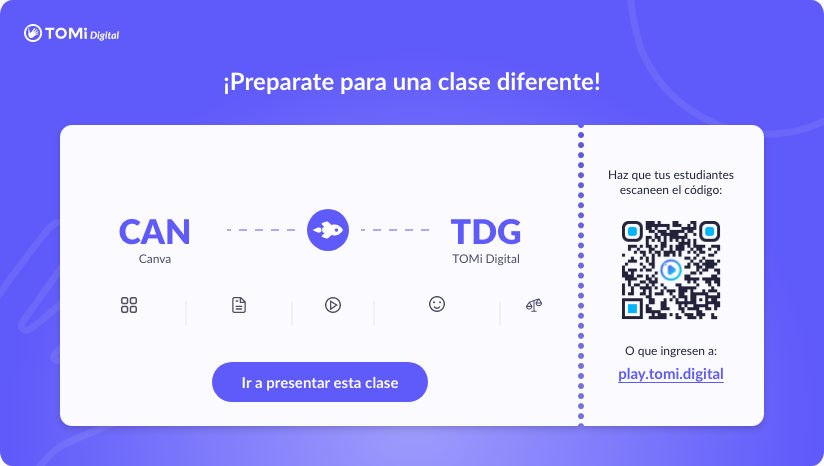 TOMi Digital
¡Preparate para una clase diferente!
CAN
Canva
TDG
TOMi Digital
Ir a presentar esta clase
Haz que tus estudiantes
escaneen el código:
O que ingresen a:
play.tomi.digital